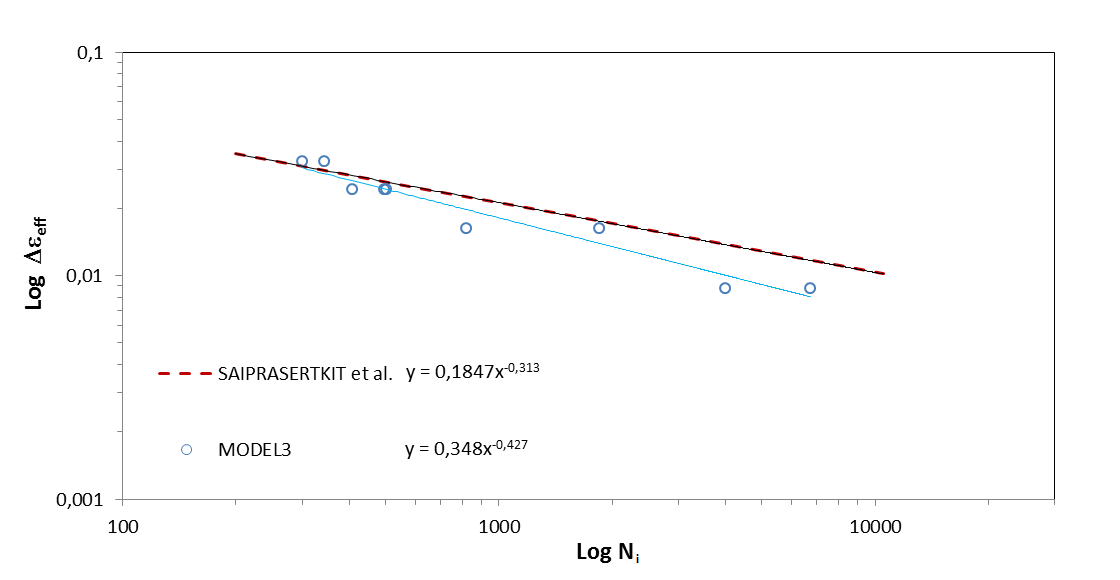 0,1
Log Δεeff
0,01
SAIPRASERTKIT et al. y = 0,1847x-0,313
MODEL3 y = 0,348x-0,427
0,001
100 1000 10000
Log Ni